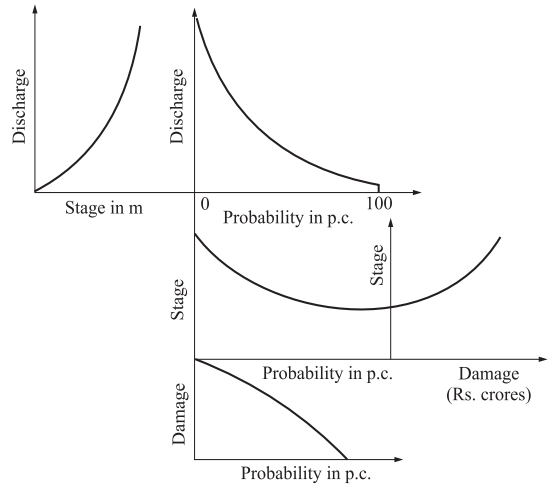 Discharge
Discharge
Stage in m
0
100
Probability in p.c.
Stage
Stage
Probability in p.c.
Damage
(Rs. crores)
Damage
Probability in p.c.